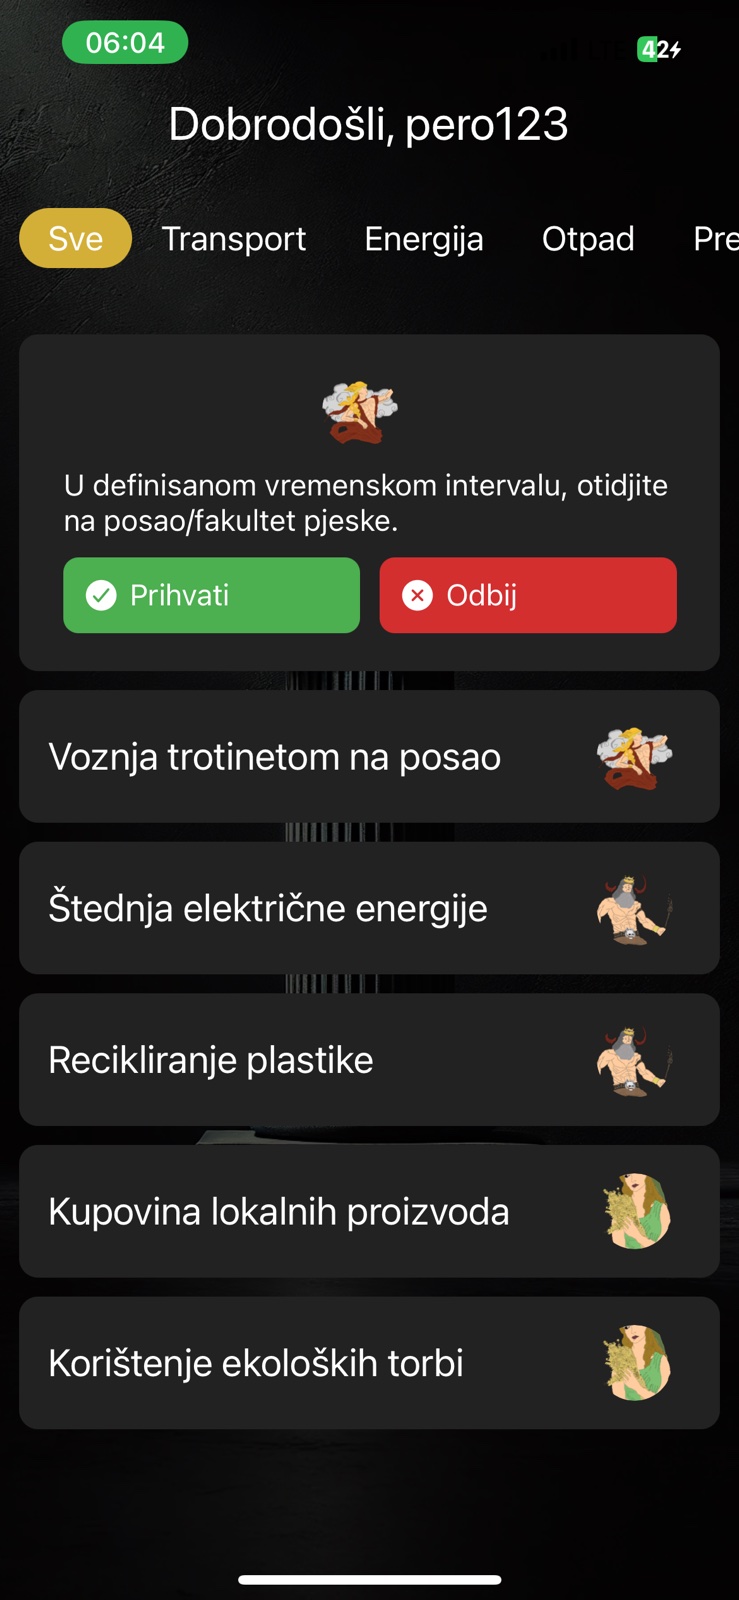 06:04
42
Dobrodošli, pero123
Sve Transport Energija Otpad Pre
U definisanom vremenskom intervalu, otidjite
na posao/fakultet pjeske.
Prihvati Odbij
Voznja trotinetom na posao
Štednja električne energije
Recikliranje plastike
Kupovina lokalnih proizvoda
Korištenje ekoloških torbi